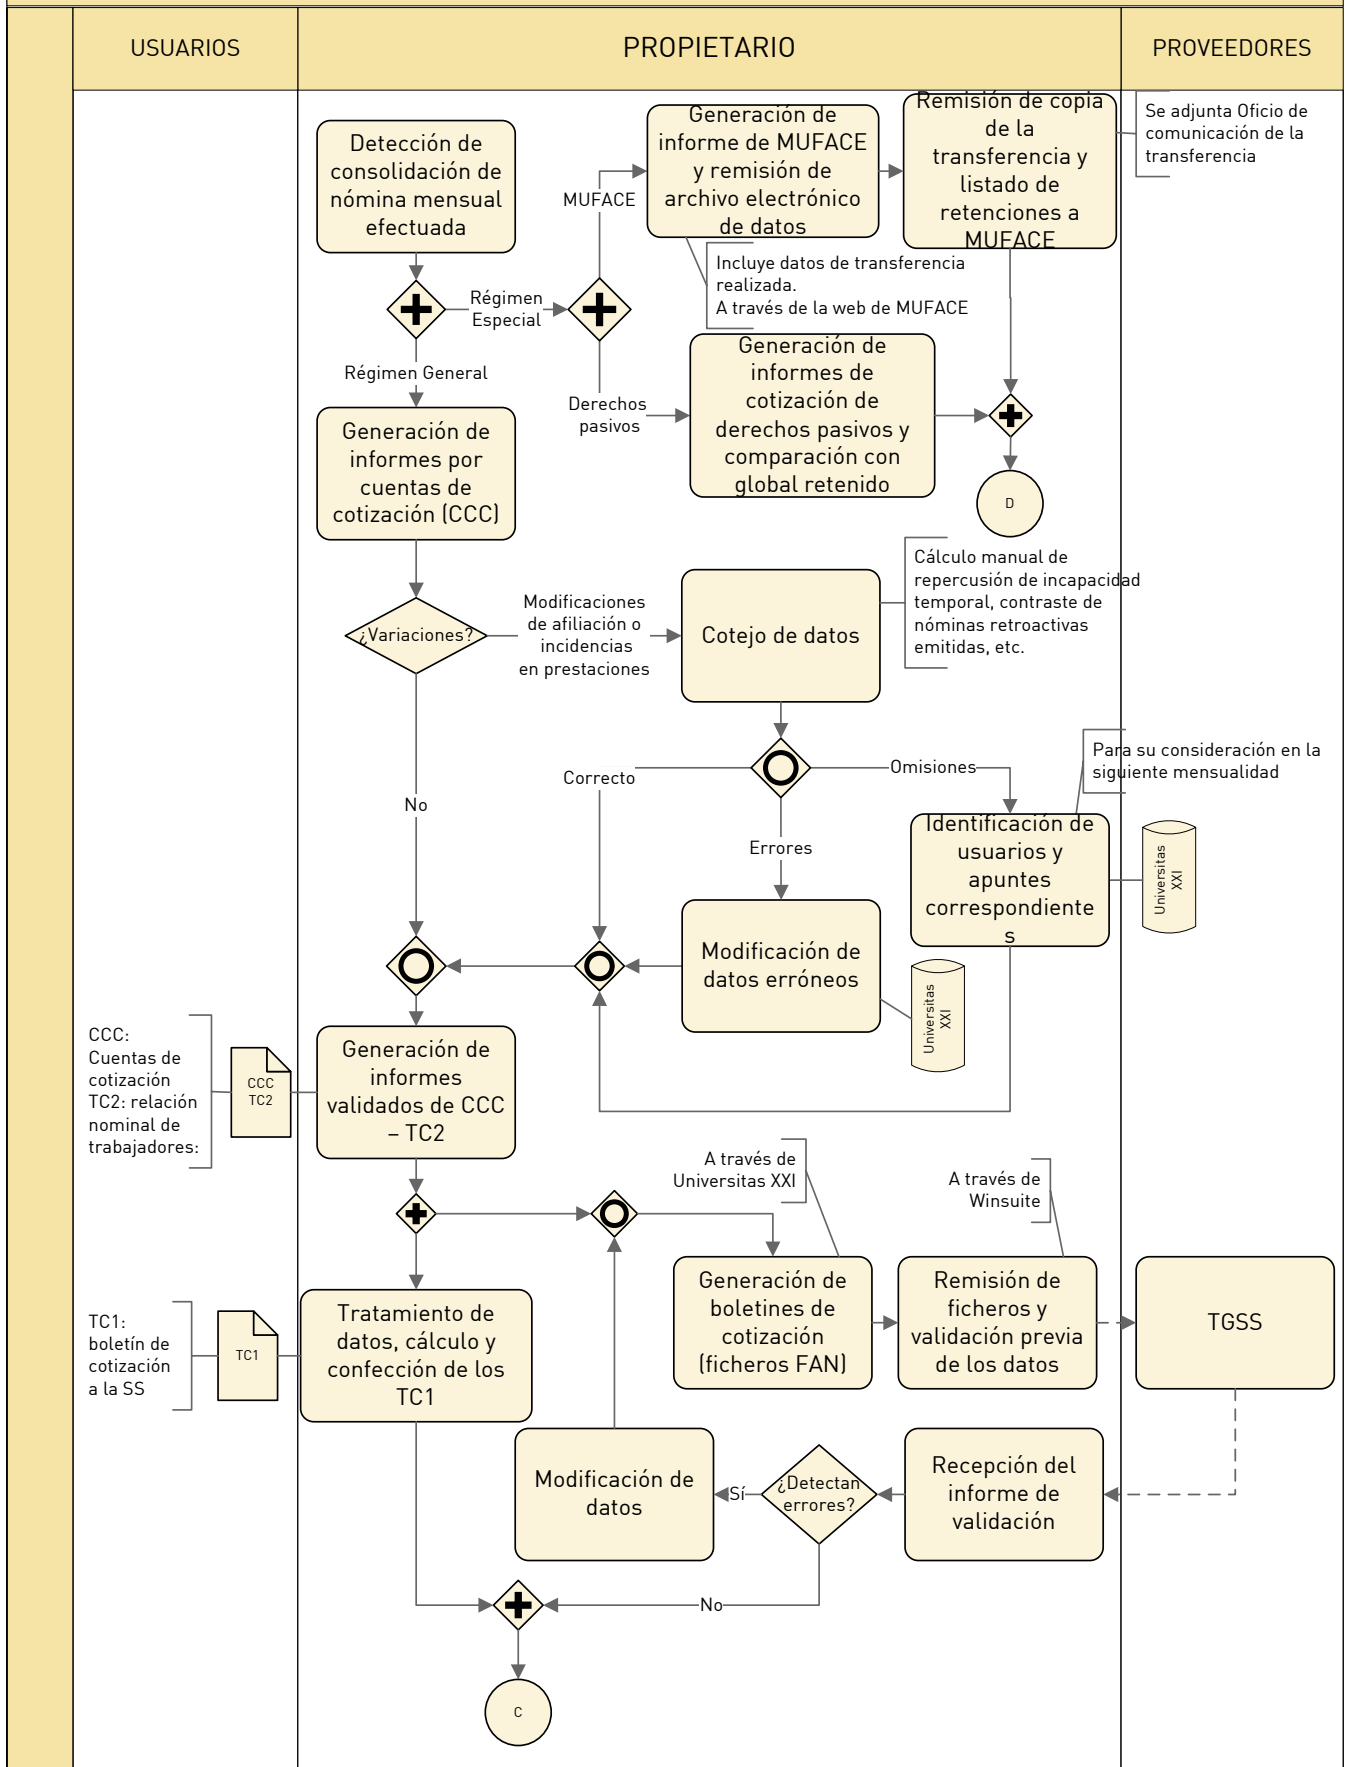 USUARIOS
PROPIETARIO
PROVEEDORES
Detección de
consolidación de
nómina mensual
efectuada
MUFACE
Generación de
informe de MUFACE
y remisión de
archivo electrónico
de datos
Remisión de copia
de la
transferencia y
listado de
retenciones a
MUFACE
Se adjunta Oficio de
comunicación de la
transferencia
Incluye datos de transferencia
realizada.
A través de la web de MUFACE
Régimen
Especial
Régimen General
Derechos
pasivos
Generación de
informes de
cotización de
derechos pasivos y
comparación con
global retenido
D
Generación de
informes por
cuentas de
cotización (CCC)
¿Variaciones?
Modificaciones
de afiliación o
incidencias
en prestaciones
Cotejo de datos
Cálculo manual de
repercusión de incapacidad
temporal, contraste de
nóminas retroactivas
emitidas, etc.
No
Correcto
Omisiones
Errores
Para su consideración en la
siguiente mensualidad
Identificación de
usuarios y
apuntes
correspondiente
s
Universitas
XXI
Modificación de
datos erróneos
Universitas
XXI
CCC:
Cuentas de
cotización
TC2: relación
nominal de
trabajadores:
CCC
TC2
Generación de
informes
validados de CCC
– TC2
A través de
Universitas XXI
A través de
Winsuite
TC1:
boletín de
cotización
a la SS
TC1
Tratamiento de
datos, cálculo y
confección de los
TC1
Generación de
boletines de
cotización
(ficheros FAN)
Remisión de
ficheros y
validación previa
de los datos
TGSS
Modificación de
datos
Sí
¿Detectan
errores?
Recepción del
informe de
validación
No
C